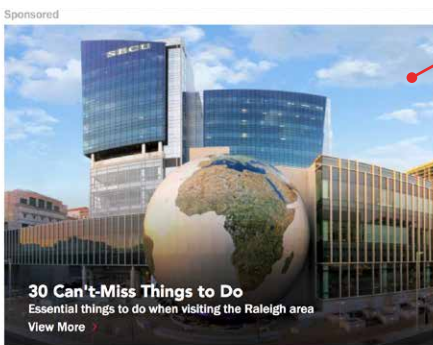 Sponsored
SECU
30 Can't-Miss Things to Do
Essential things to do when visiting the Raleigh area
View More >